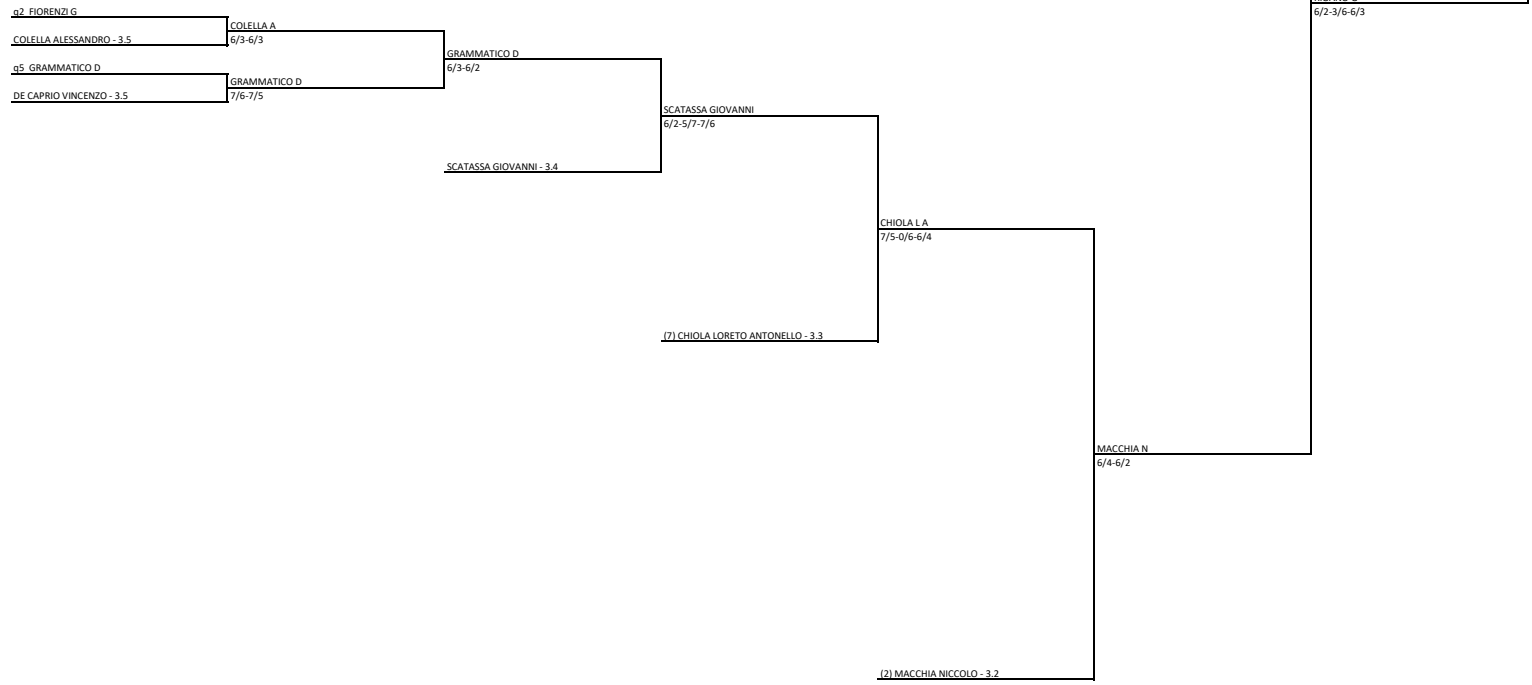 q2 FIORENZI G
COLELLA ALESSANDRO - 3.5
q5 GRAMMATICO D
DE CAPRIO VINCENZO - 3.5
COLELLA A
6/3-6/3
GRAMMATICO D
7/6-7/5
GRAMMATICO D
6/3-6/2
SCATASSA GIOVANNI - 3.4
SCATASSA GIOVANNI
6/2-5/7-7/6
(7) CHIOLA LORETO ANTONELLO - 3.3
CHIOLA L A
7/5-0/6-6/4
(2) MACCHIA NICCOLO - 3.2
MACCHIA N
6/4-6/2
6/2-3/6-6/3